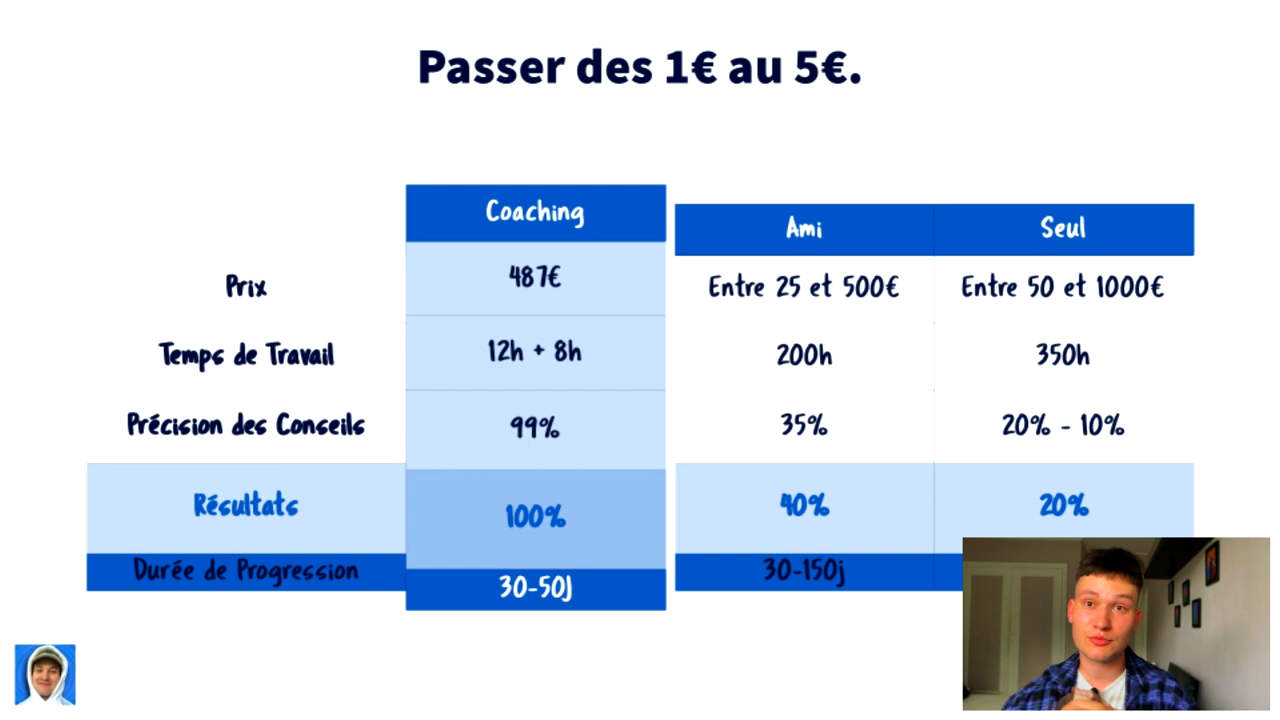 Passer des 1€ au 5€.
Coaching
Ami
Seul
Prix
487€
Entre 25 et 500€
Entre 50 et 1000€
Temps de Travail
12h + 8h
200h
350h
Précision des Conseils
99%
35%
20% - 10%
Résultats
100%
40%
20%
Durée de Progression
30-50J
30-150j